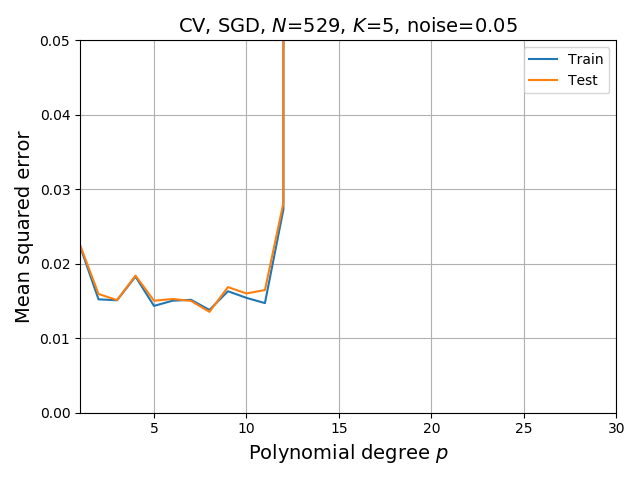 CV, SGD, N=529, K=5, noise=0.05
Mean squared error
0.05
0.04
0.03
0.02
0.01
0.00
Train
Test
5 10 15 20 25 30
Polynomial degree p